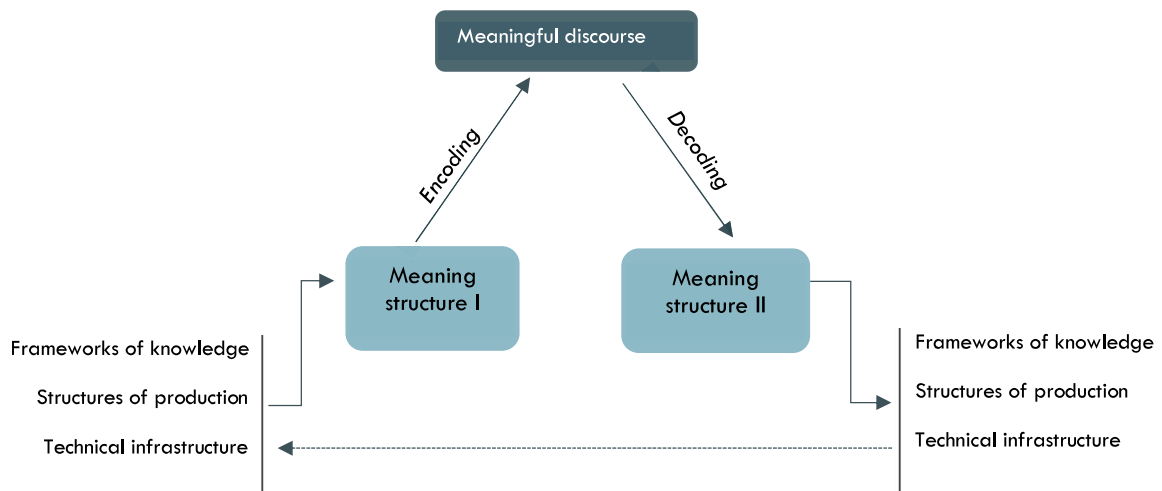 Meaningful discourse
Encoding
Decoding
Meaning
structure I
Meaning
structure II
Frameworks of knowledge
Structures of production
Technical infrastructure
Frameworks of knowledge
Structures of production
Technical infrastructure